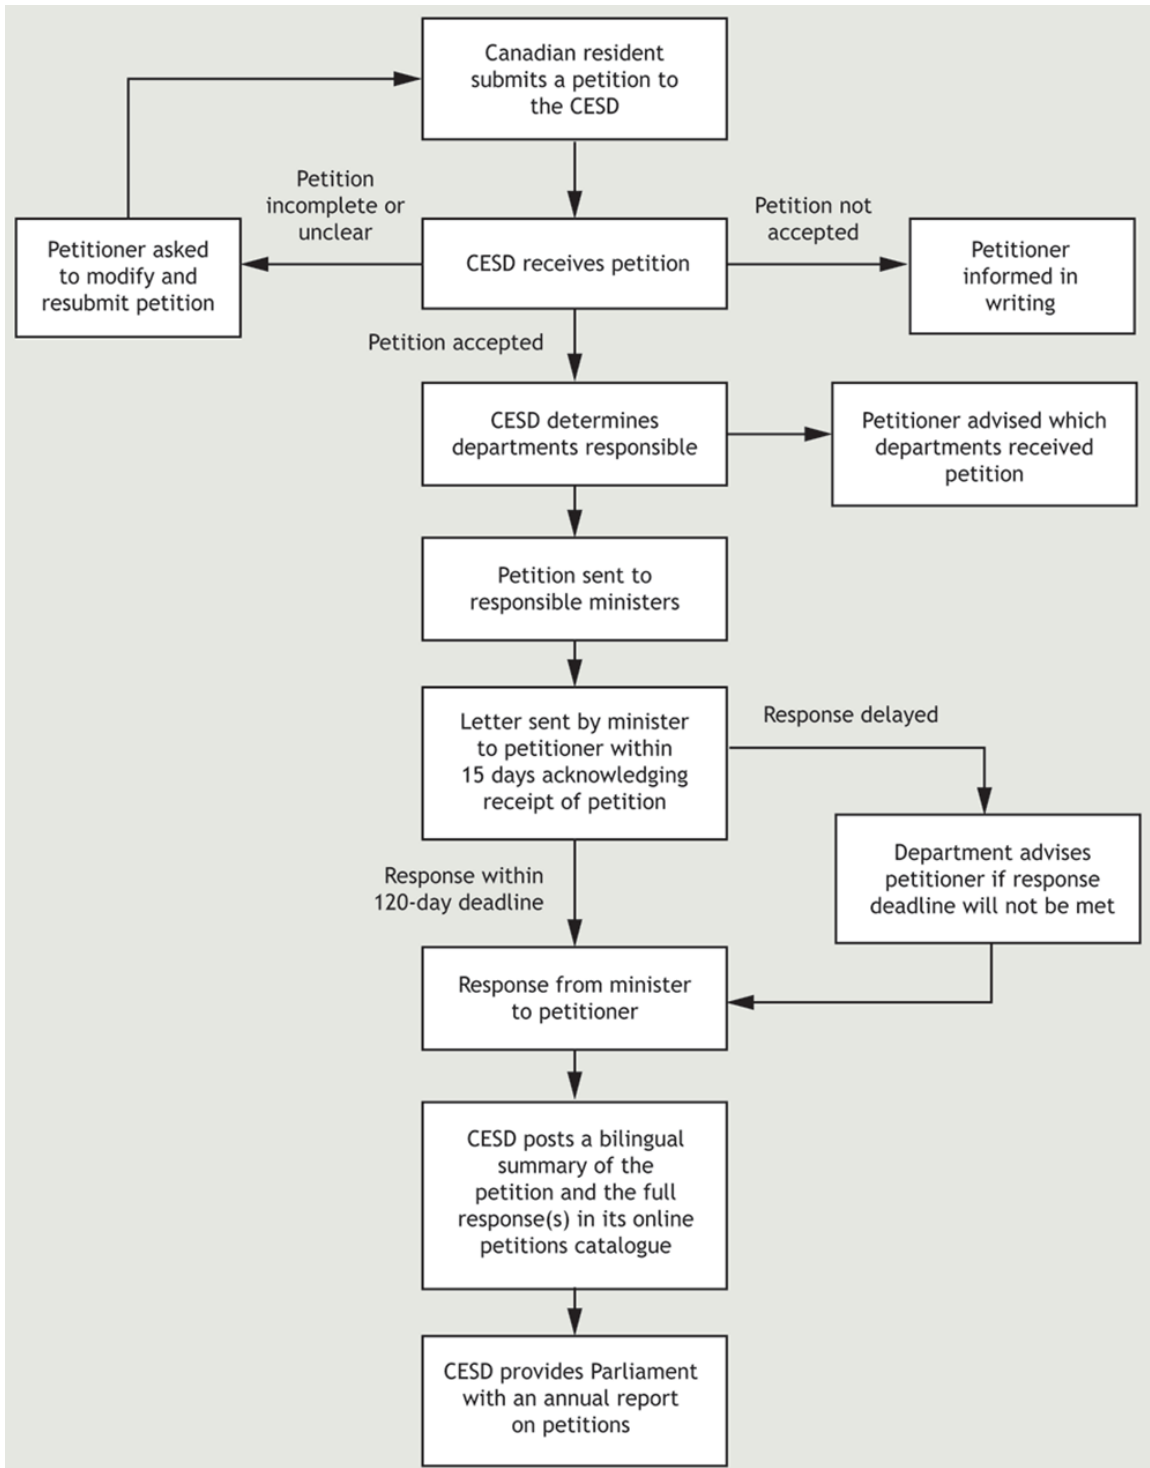 Canadian resident
submits a petition to
the CESD
Petition
incomplete or
unclear
Petition not
accepted
Petitioner asked
to modify and
resubmit petition
CESD receives petition
Petitioner
informed in
writing
Petition accepted
CESD determines
departments responsible
Petitioner advised which
departments received
petition
Petition sent to
responsible ministers
Letter sent by minister
to petitioner within
15 days acknowledging
receipt of petition
Response delayed
Department advises
petitioner if response
deadline will not be met
Response within
120-day deadline
Response from minister
to petitioner
CESD posts a bilingual
summary of the
petition and the full
response(s) in its online
petitions catalogue
CESD provides Parliament
with an annual report
on petitions